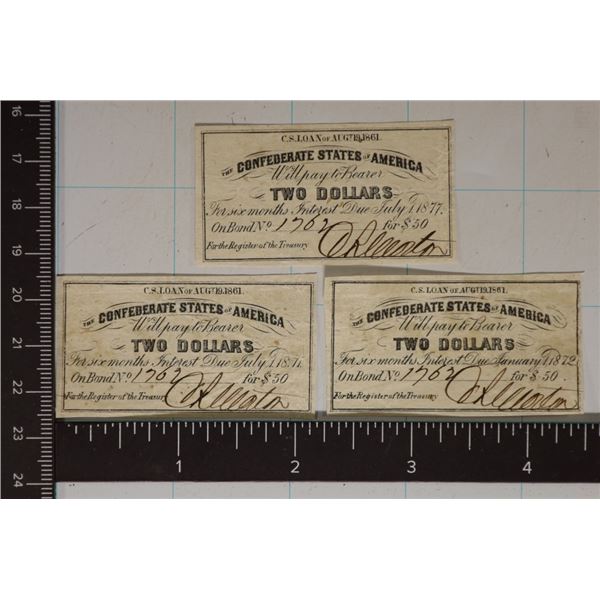 C.S. LOAN OF AUGT. 19, 1861.
THE CONFEDERATE STATES OF AMERICA
Will pay to Bearer
TWO DOLLARS
For six months Interest Due July 1, 1877.
On Bond No. 1702 for $50
For the Register of the Treasury
C.S. LOAN OF AUGT. 19, 1861.
THE CONFEDERATE STATES OF AMERICA
Will pay to Bearer
TWO DOLLARS
For six months Interest Due July 1, 1871.
On Bond No. 1702 for $50
For the Register of the Treasury
C.S. LOAN OF AUGT. 19, 1861.
THE CONFEDERATE STATES OF AMERICA
Will pay to Bearer
TWO DOLLARS
For six months Interest Due January 1, 1872.
On Bond No. 1702 for $50
For the Register of the Treasury
16
17
18
19
20
21
22
23
24
1 2 3 4